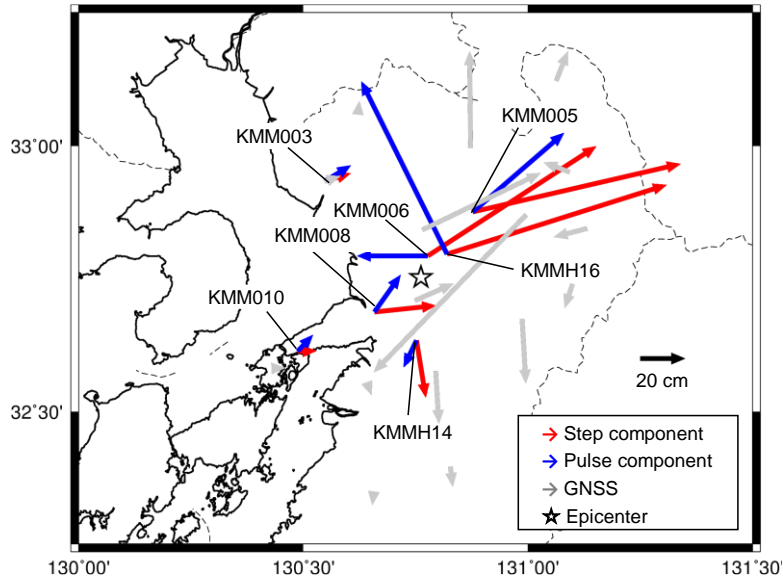 KMM005
KMM003
33˚00'
KMM006
KMM008
KMMH16
KMM010
20 cm
32˚30'
KMMH14
Step component
Pulse component
GNSS
Epicenter
130˚00'
130˚30'
131˚00'
131˚30'